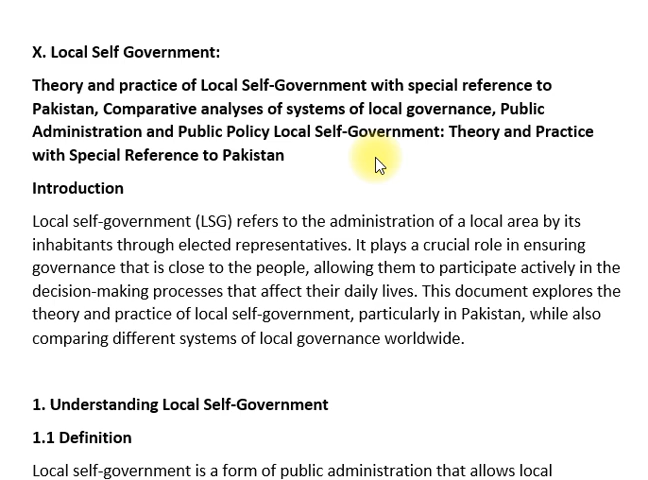 X. Local Self Government:
Theory and practice of Local Self-Government with special reference to
Pakistan, Comparative analyses of systems of local governance, Public
Administration and Public Policy Local Self-Government: Theory and Practice
with Special Reference to Pakistan
Introduction
Local self-government (LSG) refers to the administration of a local area by its
inhabitants through elected representatives. It plays a crucial role in ensuring
governance that is close to the people, allowing them to participate actively in the
decision-making processes that affect their daily lives. This document explores the
theory and practice of local self-government, particularly in Pakistan, while also
comparing different systems of local governance worldwide.
1. Understanding Local Self-Government
1.1 Definition
Local self-government is a form of public administration that allows local